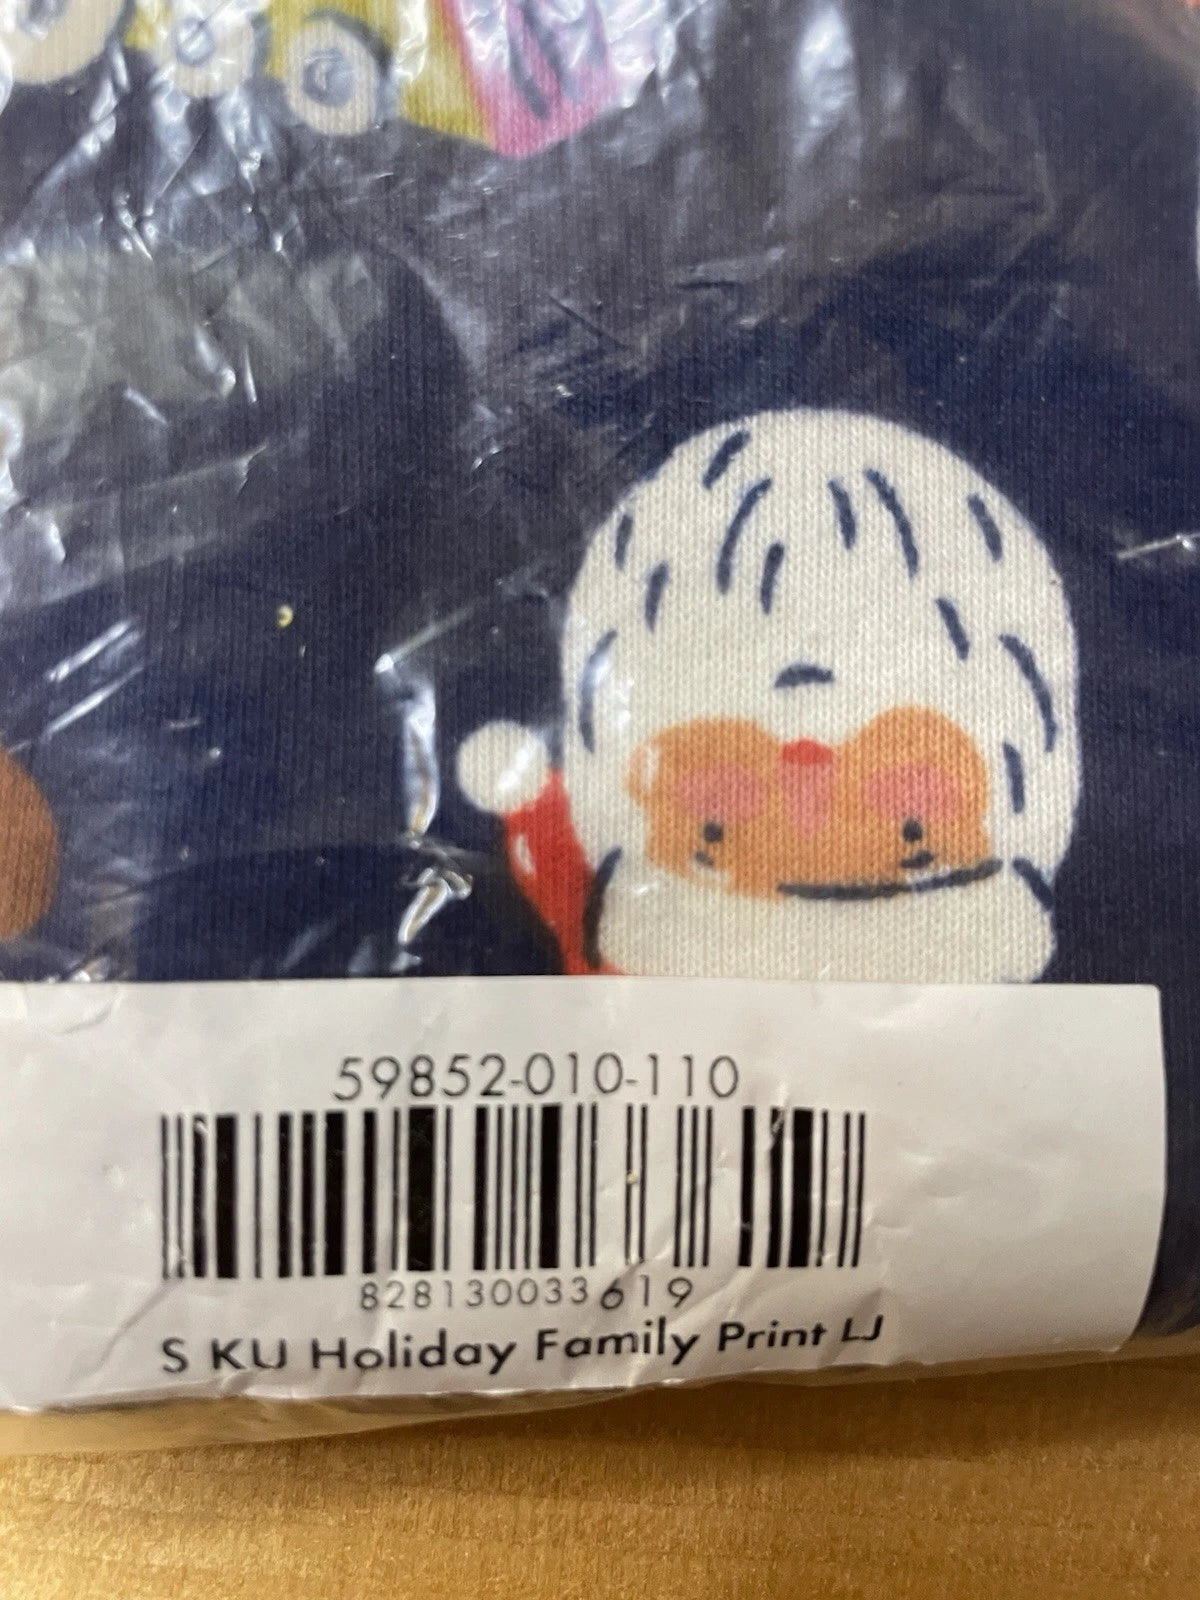 59852-010-110
828130033619
S KU Holiday Family Print LJ